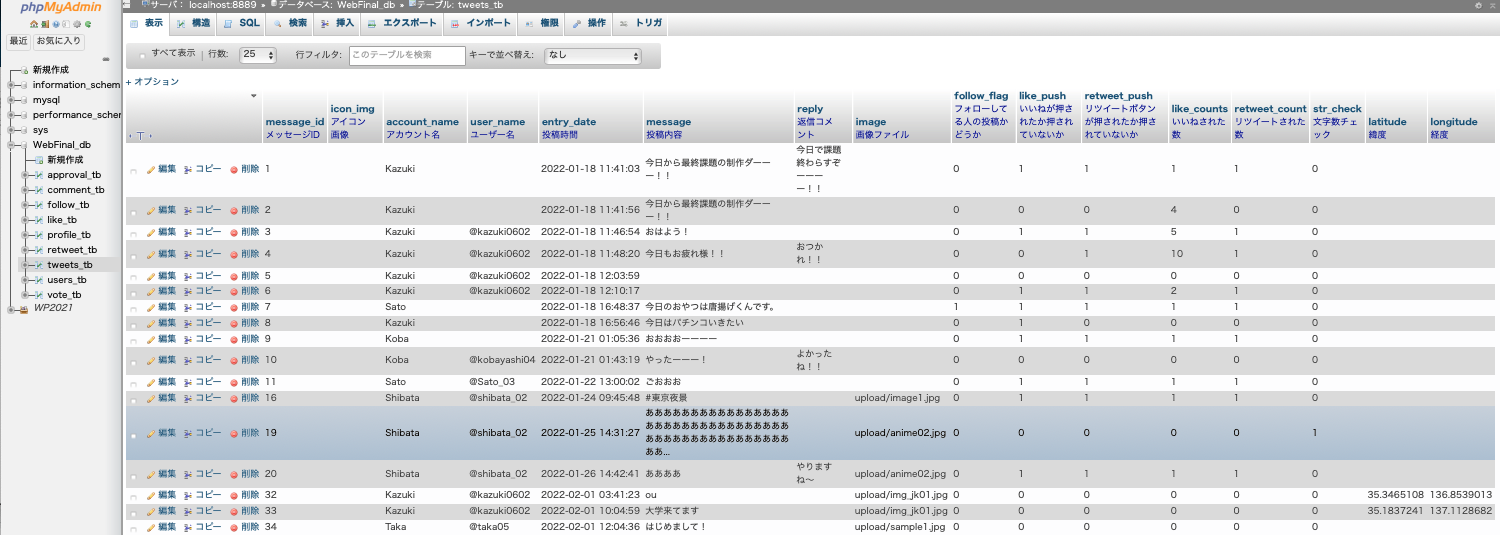 phpMyAdmin
最近 お気に入り
新規作成
information_schem
mysql
performance_schem
sys
WebFinal_db
新規作成
approval_tb
comment_tb
follow_tb
like_tb
profile_tb
retweet_tb
tweets_tb
users_tb
vote_tb
WP2021
サーバ: localhost:8889 » データベース: WebFinal_db » テーブル: tweets_tb
表示 構造 SQL 検索 挿入 エクスポート インポート 権限 操作 トリガ
すべて表示 | 行数: 25 行フィルタ: このテーブルを検索 キーで並べ替え: なし
+ オプション
message_id メッセージID
icon_img アイコン画像
account_name アカウント名
user_name ユーザー名
entry_date 投稿時間
message 投稿内容
reply 返信コメント
image 画像ファイル
follow_flag フォローしてる人の投稿かどうか
like_push いいねが押されたか押されていないか
retweet_push リツイートボタンが押されたか押されていないか
like_counts いいねされた数
retweet_count リツイートされた数
str_check 文字数チェック
latitude 緯度
longitude 経度
編集 コピー 削除 1 Kazuki 2022-01-18 11:41:03 今日から最終課題の制作ダーーー！！ 今日で課題終わらすぞーーーー！！ 0 1 1 1 1 0
編集 コピー 削除 2 Kazuki 2022-01-18 11:41:56 今日から最終課題の制作ダーーー！！ 0 0 0 4 0 0
編集 コピー 削除 3 Kazuki @kazuki0602 2022-01-18 11:46:54 おはよう！ 0 1 1 5 1 0
編集 コピー 削除 4 Kazuki @kazuki0602 2022-01-18 11:48:20 今日もお疲れ様！！ おつかれ！！ 0 0 1 10 1 0
編集 コピー 削除 5 Kazuki 2022-01-18 12:03:59 0 0 0 0 0 0
編集 コピー 削除 6 Kazuki @kazuki0602 2022-01-18 12:10:17 0 1 1 2 1 0
編集 コピー 削除 7 Sato 2022-01-18 16:48:37 今日のおやつは唐揚げくんです。 1 1 1 1 1 0
編集 コピー 削除 8 Kazuki 2022-01-18 16:56:46 今日はパチンコいきたい 0 1 0 0 0 0
編集 コピー 削除 9 Koba 2022-01-21 01:05:36 おおおおーーーー 0 1 1 1 1 0
編集 コピー 削除 10 Koba @kobayashi04 2022-01-21 01:43:19 やったーーー！ よかったね！！ 0 0 0 0 0 0
編集 コピー 削除 11 Sato @Sato_03 2022-01-22 13:00:02 ごおおお 0 1 1 1 1 0
編集 コピー 削除 16 Shibata @shibata_02 2022-01-24 09:45:48 #東京夜景 upload/image1.jpg 0 1 1 1 1 0
編集 コピー 削除 19 Shibata @shibata_02 2022-01-25 14:31:27 ああああああああああああああああ
ああああああああああああああああ
ああああああああああああああああ
ああ... upload/anime02.jpg 0 0 0 0 0 1
編集 コピー 削除 20 Shibata @shibata_02 2022-01-26 14:42:41 ああああ やりますね〜 upload/anime02.jpg 0 1 1 1 1 0
編集 コピー 削除 32 Kazuki @kazuki0602 2022-02-01 03:41:23 ou upload/img_jk01.jpg 0 0 0 0 0 0 35.3465108 136.8539013
編集 コピー 削除 33 Kazuki @kazuki0602 2022-02-01 10:04:59 大学来てます upload/img_jk01.jpg 0 0 0 0 0 0 35.1837241 137.1128682
編集 コピー 削除 34 Taka @taka05 2022-02-01 12:04:36 はじめまして！ upload/sample1.jpg 0 0 0 0 0 0